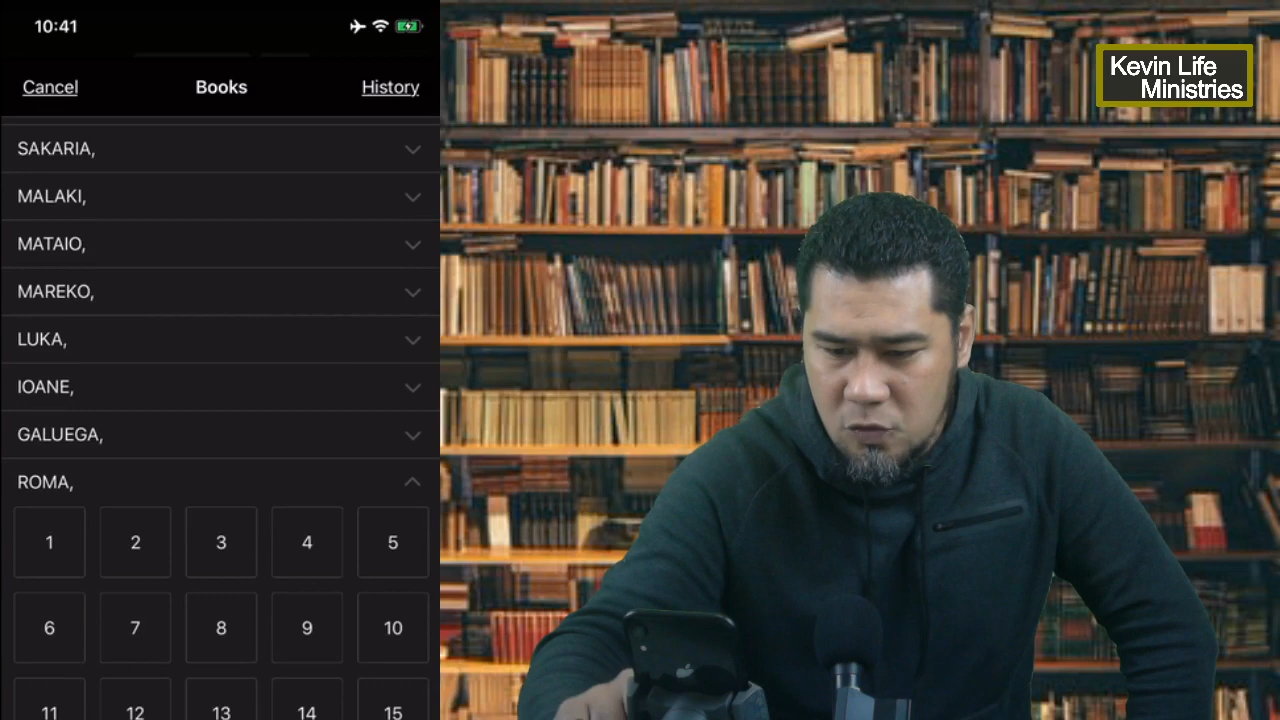 10:41
Cancel
Books
History
SAKARIA,
MALAKI,
MATAIO,
MAREKO,
LUKA,
IOANE,
GALUEGA,
ROMA,
1 2 3 4 5
6 7 8 9 10
11 12 13 14 15
Kevin Life
Ministries